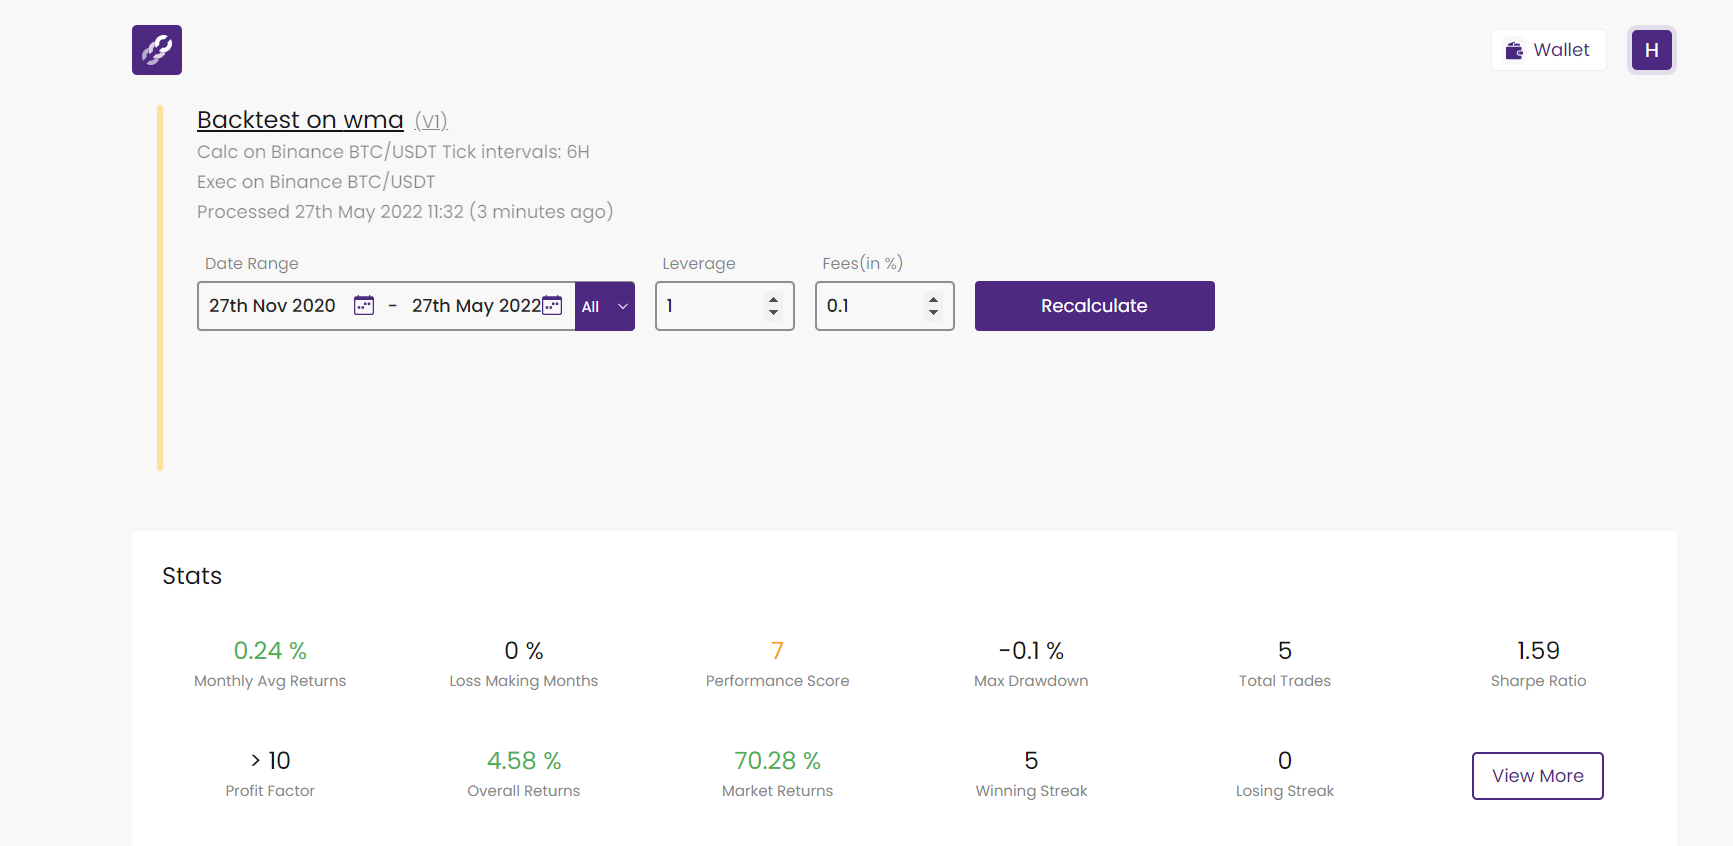 Wallet
H
Backtest on wma (V1)
Calc on Binance BTC/USDT Tick intervals: 6H
Exec on Binance BTC/USDT
Processed 27th May 2022 11:32 (3 minutes ago)
Date Range
Leverage
Fees(in %)
27th Nov 2020 - 27th May 2022 All
1
0.1
Recalculate
Stats
0.24 %
Monthly Avg Returns
0 %
Loss Making Months
7
Performance Score
-0.1 %
Max Drawdown
5
Total Trades
1.59
Sharpe Ratio
> 10
Profit Factor
4.58 %
Overall Returns
70.28 %
Market Returns
5
Winning Streak
0
Losing Streak
View More